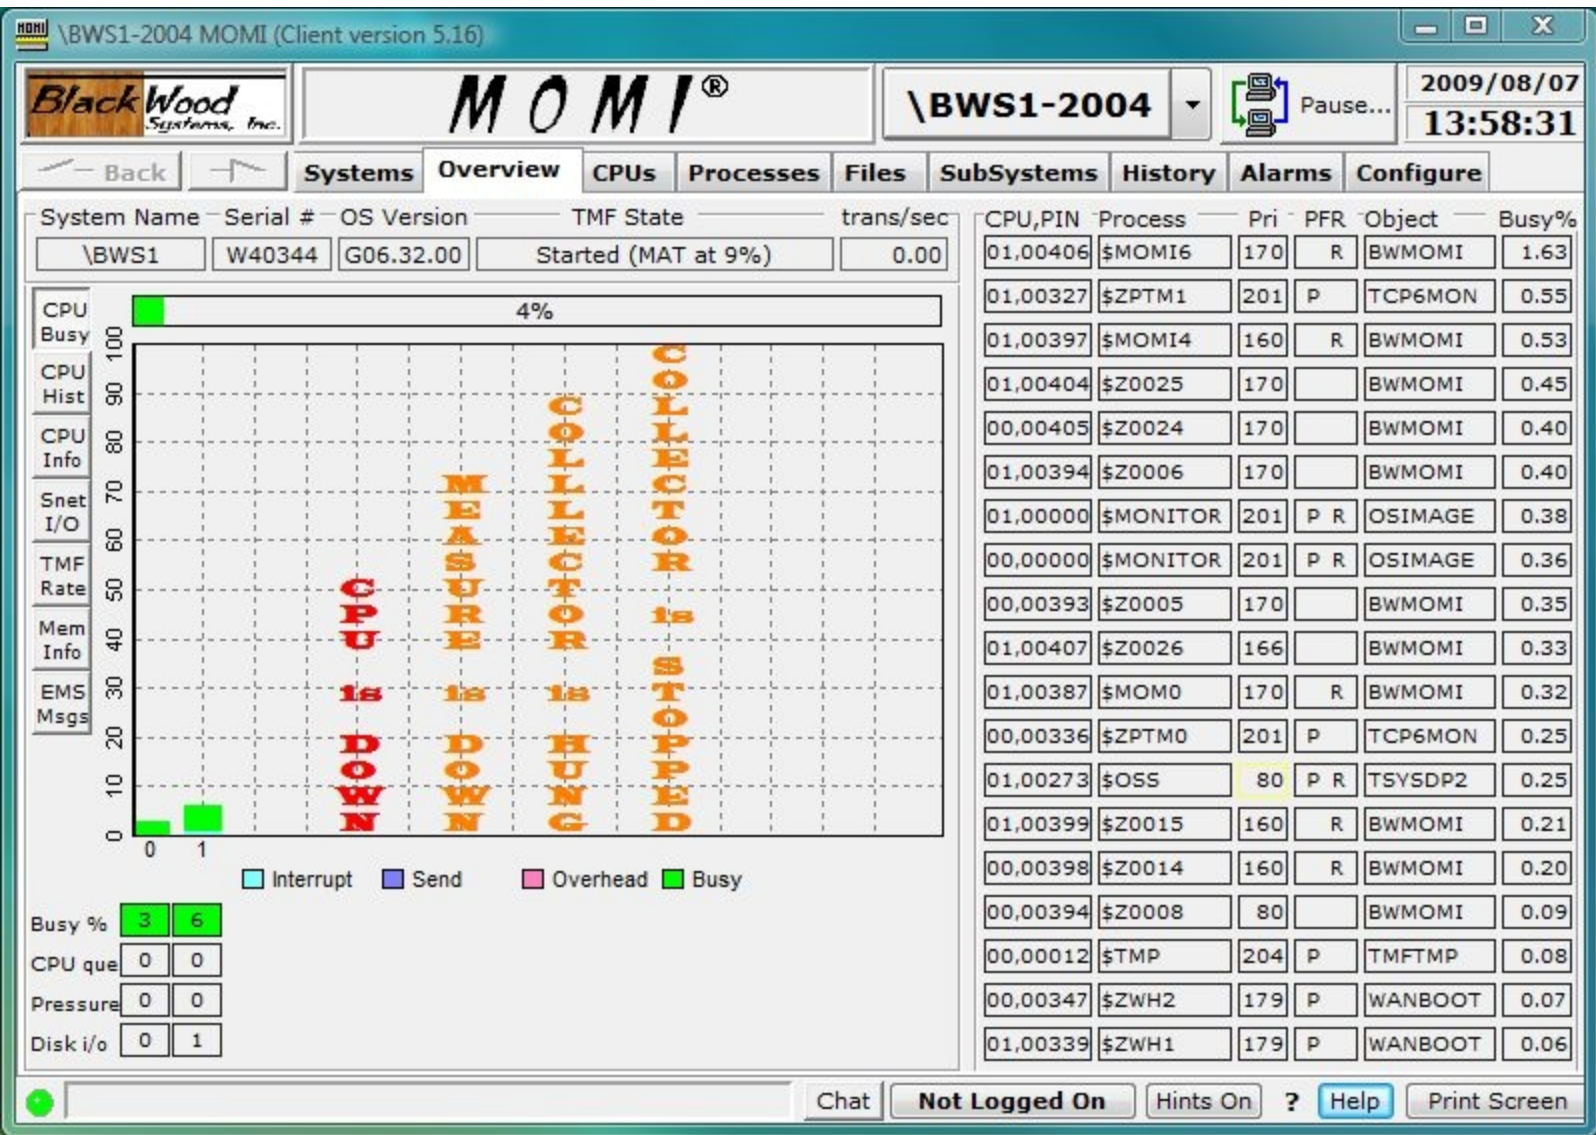 MOMI \BWS1-2004 MOMI (Client version 5.16)
BlackWood Systems, Inc. MOMI® \BWS1-2004 Pause... 2009/08/07
13:58:31
Back Systems Overview CPUs Processes Files SubSystems History Alarms Configure
System Name Serial # OS Version TMF State trans/sec
\BWS1 W40344 G06.32.00 Started (MAT at 9%) 0.00
CPU Busy
CPU Hist
CPU Info
Snet I/O
TMF Rate
Mem Info
EMS Msgs
4%
100
90
80
70
60
50
40
30
20
10
0
0 1
CPU is DOWN
MEASURE is DOWN
COLLECTOR is HUNG
COLLECTOR is STOPPED
Interrupt Send Overhead Busy
Busy % 3 6
CPU que 0 0
Pressure 0 0
Disk i/o 0 1
CPU,PIN Process Pri PFR Object Busy%
01,00406 $MOMI6 170 R BWMOMI 1.63
01,00327 $ZPTM1 201 P TCP6MON 0.55
01,00397 $MOMI4 160 R BWMOMI 0.53
01,00404 $Z0025 170 BWMOMI 0.45
00,00405 $Z0024 170 BWMOMI 0.40
01,00394 $Z0006 170 BWMOMI 0.40
01,00000 $MONITOR 201 P R OSIMAGE 0.38
00,00000 $MONITOR 201 P R OSIMAGE 0.36
00,00393 $Z0005 170 BWMOMI 0.35
01,00407 $Z0026 166 BWMOMI 0.33
01,00387 $MOM0 170 R BWMOMI 0.32
00,00336 $ZPTM0 201 P TCP6MON 0.25
01,00273 $OSS 80 P R TSYSDP2 0.25
01,00399 $Z0015 160 R BWMOMI 0.21
00,00398 $Z0014 160 R BWMOMI 0.20
00,00394 $Z0008 80 BWMOMI 0.09
00,00012 $TMP 204 P TMFTMP 0.08
00,00347 $ZWH2 179 P WANBOOT 0.07
01,00339 $ZWH1 179 P WANBOOT 0.06
Chat Not Logged On Hints On ? Help Print Screen